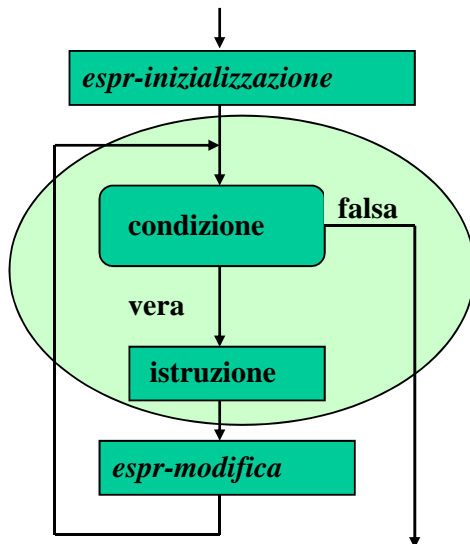 espr-inizializzazione
condizione
falsa
vera
istruzione
espr-modifica